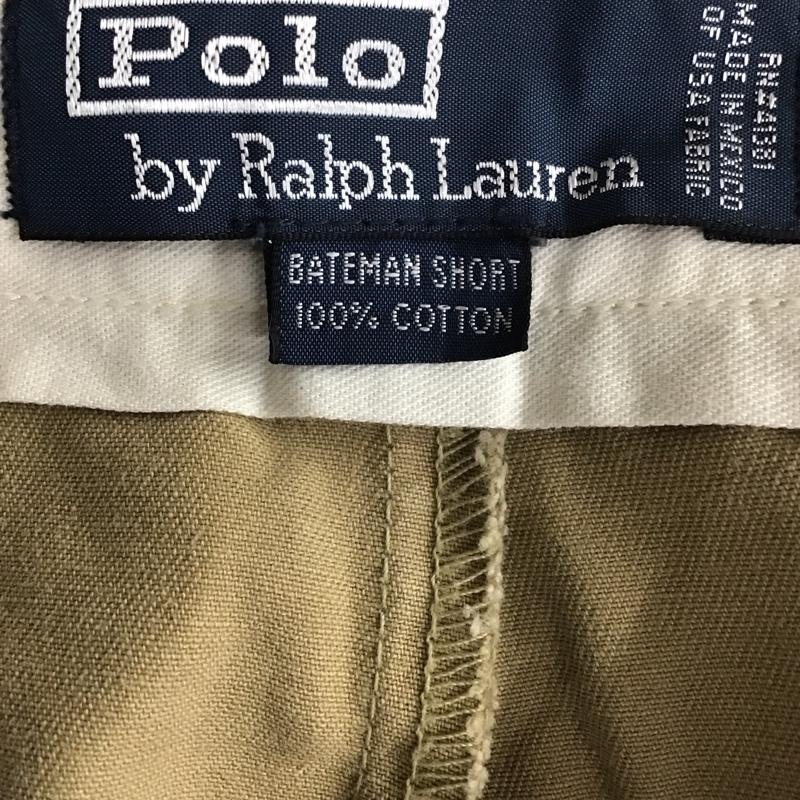 Polo
by Ralph Lauren
RN#41381
MADE IN MEXICO
OF USA FABRIC
BATEMAN SHORT
100% COTTON